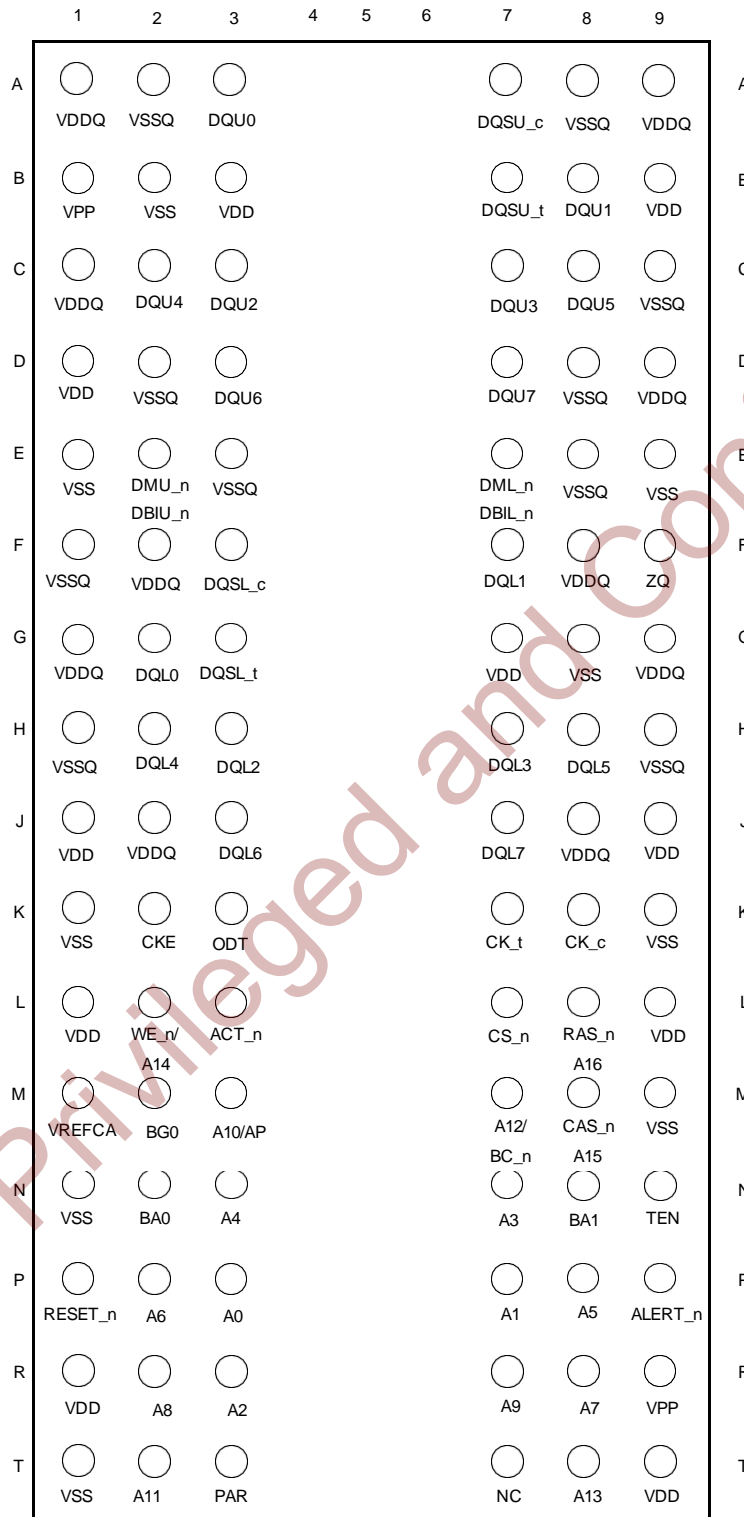 1 2 3 4 5 6 7 8 9
A A
VDDQ VSSQ DQU0 DQSU_c VSSQ VDDQ
B
VPP VSS VDD DQSU_t DQU1 VDD
C
VDDQ DQU4 DQU2 DQU3 DQU5 VSSQ
D
VDD VSSQ DQU6 DQU7 VSSQ VDDQ
E
VSS DMU_n VSSQ DML_n VSSQ VSS
DBIU_n DBIL_n
F
VSSQ VDDQ DQSL_c DQL1 VDDQ ZQ
G
VDDQ DQL0 DQSL_t VDD VSS VDDQ
H
VSSQ DQL4 DQL2 DQL3 DQL5 VSSQ
J
VDD VDDQ DQL6 DQL7 VDDQ VDD
K
VSS CKE ODT CK_t CK_c VSS
L
VDD WE_n/ ACT_n CS_n RAS_n VDD
A14 A16
M
VREFCA BG0 A10/AP A12/ CAS_n VSS
BC_n A15
N
VSS BA0 A4 A3 BA1 TEN
P
RESET_n A6 A0 A1 A5 ALERT_n
R
VDD A8 A2 A9 A7 VPP
T
VSS A11 PAR NC A13 VDD
Privileged and